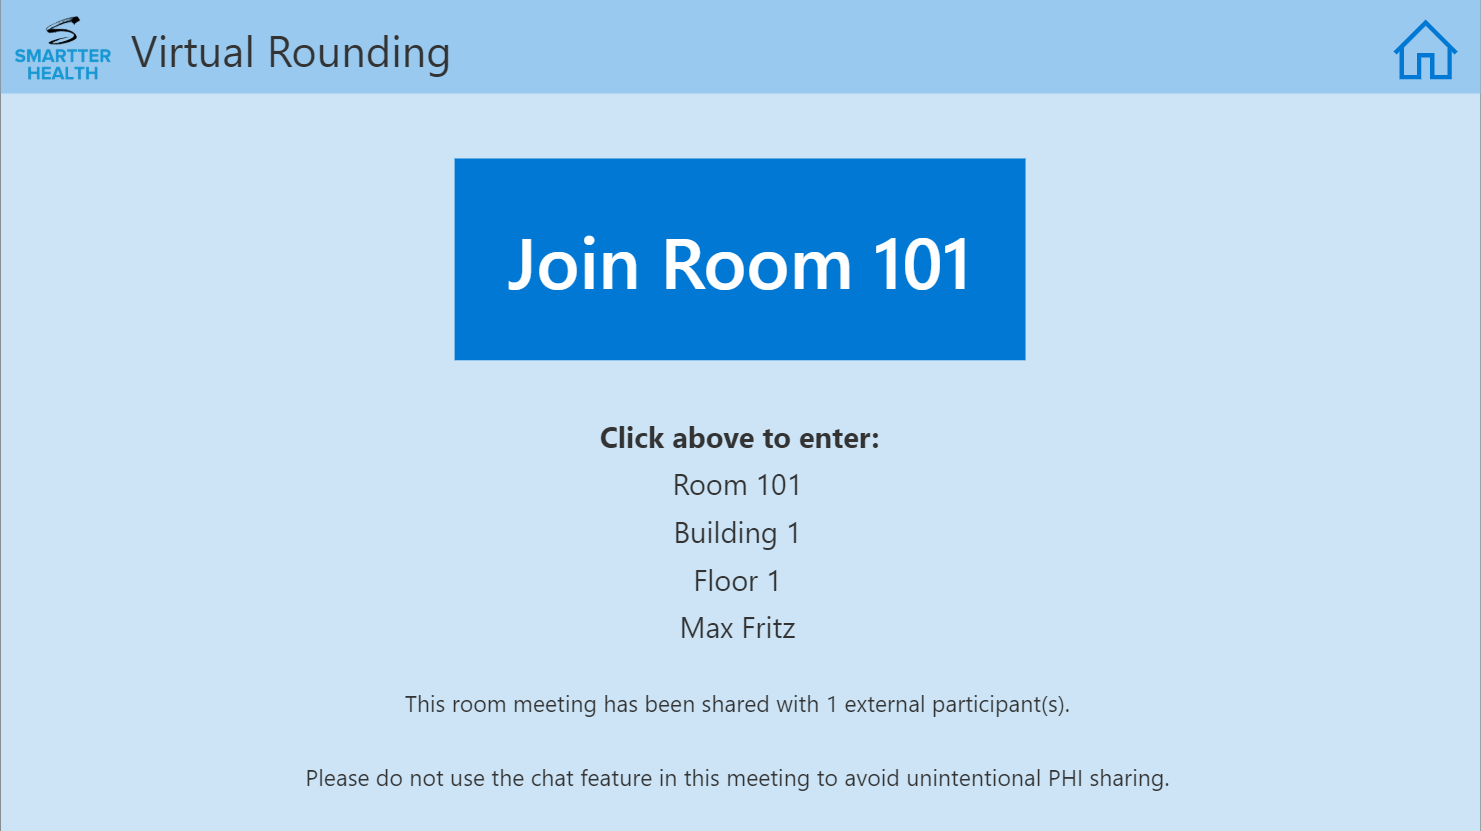 SMARTTER
HEALTH
Virtual Rounding
Join Room 101
Click above to enter:
Room 101
Building 1
Floor 1
Max Fritz
This room meeting has been shared with 1 external participant(s).
Please do not use the chat feature in this meeting to avoid unintentional PHI sharing.